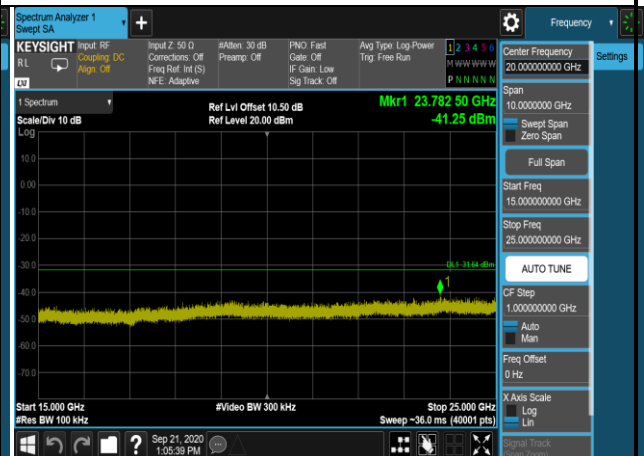 Spectrum Analyzer 1
Swept SA
+
Frequency
KEYSIGHT
RL
LXI
Input: RF
Coupling: DC
Align: Off
Input Z: 50 Ω
Corrections: Off
Freq Ref: Int (S)
NFE: Adaptive
#Atten: 30 dB
Preamp: Off
PNO: Fast
Gate: Off
IF Gain: Low
Sig Track: Off
Avg Type: Log-Power
Trig: Free Run
1 2 3 4 5 6
M W W W W W
P N N N N N
1 Spectrum
Scale/Div 10 dB
Log
Ref Lvl Offset 10.50 dB
Ref Level 20.00 dBm
Mkr1 23.782 50 GHz
-41.25 dBm
10.0
0.00
-10.0
-20.0
-30.0
-40.0
-50.0
-60.0
-70.0
DL1 -31.64 dBm
1
Start 15.000 GHz
#Res BW 100 kHz
#Video BW 300 kHz
Stop 25.000 GHz
Sweep ~36.0 ms (40001 pts)
Sep 21, 2020
1:05:39 PM
Center Frequency
20.000000000 GHz
Span
10.0000000 GHz
Swept Span
Zero Span
Full Span
Start Freq
15.000000000 GHz
Stop Freq
25.000000000 GHz
AUTO TUNE
CF Step
1.000000000 GHz
Auto
Man
Freq Offset
0 Hz
X Axis Scale
Log
Lin
Signal Track
(Span Zoom)
Settings